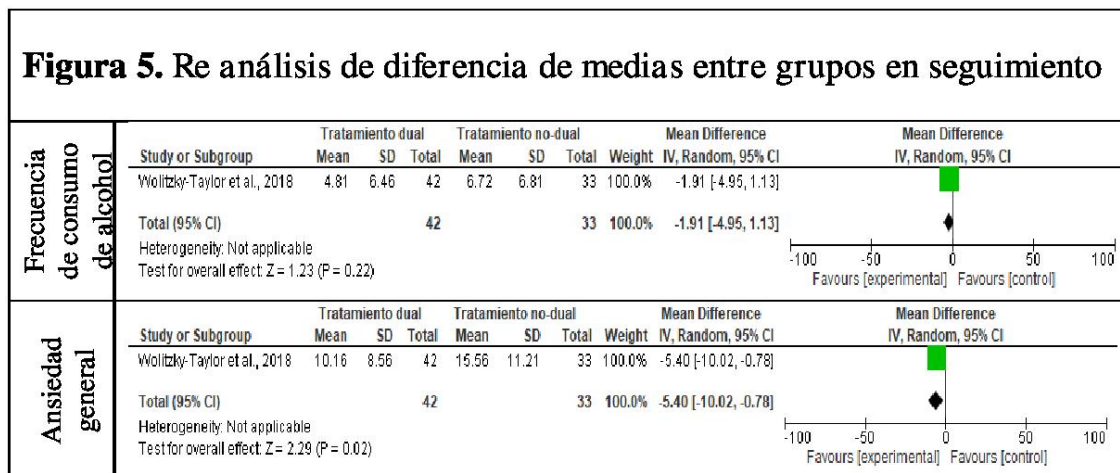 Figura 5. Re análisis de diferencia de medias entre grupos en seguimiento
Frecuencia
de consumo
de alcohol
Tratamiento dual Tratamiento no-dual Mean Difference Mean Difference
Study or Subgroup Mean SD Total Mean SD Total Weight IV, Random, 95% CI IV, Random, 95% CI
Wolitzky-Taylor et al., 2018 4.81 6.46 42 6.72 6.81 33 100.0% -1.91 [-4.95, 1.13]
Total (95% CI) 42 33 100.0% -1.91 [-4.95, 1.13]
Heterogeneity: Not applicable
Test for overall effect: Z = 1.23 (P = 0.22)
-100 -50 0 50 100
Favours [experimental] Favours [control]
Ansiedad
general
Tratamiento dual Tratamiento no-dual Mean Difference Mean Difference
Study or Subgroup Mean SD Total Mean SD Total Weight IV, Random, 95% CI IV, Random, 95% CI
Wolitzky-Taylor et al., 2018 10.16 8.56 42 15.56 11.21 33 100.0% -5.40 [-10.02, -0.78]
Total (95% CI) 42 33 100.0% -5.40 [-10.02, -0.78]
Heterogeneity: Not applicable
Test for overall effect: Z = 2.29 (P = 0.02)
-100 -50 0 50 100
Favours [experimental] Favours [control]